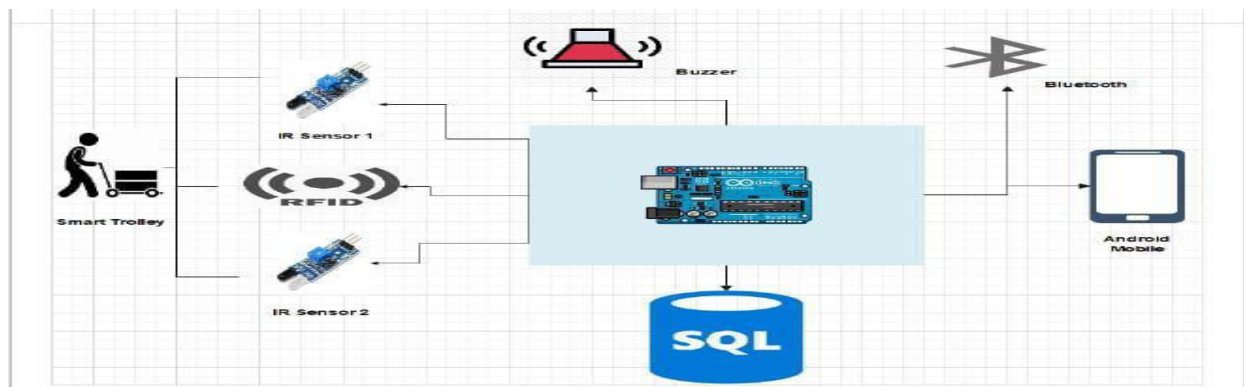 Buzzer
Bluetooth
IR Sensor 1
RFID
Smart Trolley
Android
Mobile
IR Sensor 2
SQL